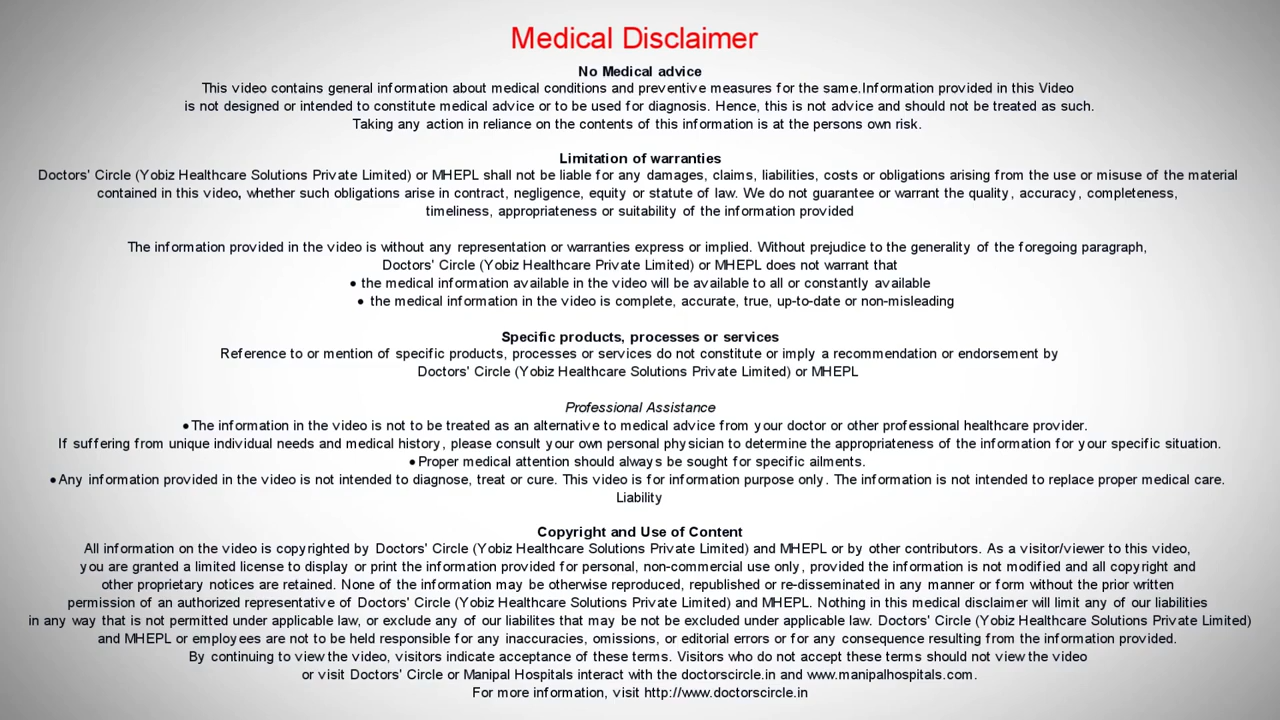 Medical Disclaimer
No Medical advice
This video contains general information about medical conditions and preventive measures for the same.Information provided in this Video
is not designed or intended to constitute medical advice or to be used for diagnosis. Hence, this is not advice and should not be treated as such.
Taking any action in reliance on the contents of this information is at the persons own risk.
Limitation of warranties
Doctors' Circle (Yobiz Healthcare Solutions Private Limited) or MHEPL shall not be liable for any damages, claims, liabilities, costs or obligations arising from the use or misuse of the material
contained in this video, whether such obligations arise in contract, negligence, equity or statute of law. We do not guarantee or warrant the quality, accuracy, completeness,
timeliness, appropriateness or suitability of the information provided
The information provided in the video is without any representation or warranties express or implied. Without prejudice to the generality of the foregoing paragraph,
Doctors' Circle (Yobiz Healthcare Private Limited) or MHEPL does not warrant that
• the medical information available in the video will be available to all or constantly available
• the medical information in the video is complete, accurate, true, up-to-date or non-misleading
Specific products, processes or services
Reference to or mention of specific products, processes or services do not constitute or imply a recommendation or endorsement by
Doctors' Circle (Yobiz Healthcare Solutions Private Limited) or MHEPL
Professional Assistance
•The information in the video is not to be treated as an alternative to medical advice from your doctor or other professional healthcare provider.
If suffering from unique individual needs and medical history, please consult your own personal physician to determine the appropriateness of the information for your specific situation.
•Proper medical attention should always be sought for specific ailments.
•Any information provided in the video is not intended to diagnose, treat or cure. This video is for information purpose only. The information is not intended to replace proper medical care.
Liability
Copyright and Use of Content
All information on the video is copyrighted by Doctors' Circle (Yobiz Healthcare Solutions Private Limited) and MHEPL or by other contributors. As a visitor/viewer to this video,
you are granted a limited license to display or print the information provided for personal, non-commercial use only, provided the information is not modified and all copyright and
other proprietary notices are retained. None of the information may be otherwise reproduced, republished or re-disseminated in any manner or form without the prior written
permission of an authorized representative of Doctors' Circle (Yobiz Healthcare Solutions Private Limited) and MHEPL. Nothing in this medical disclaimer will limit any of our liabilities
in any way that is not permitted under applicable law, or exclude any of our liabilites that may be not be excluded under applicable law. Doctors' Circle (Yobiz Healthcare Solutions Private Limited)
and MHEPL or employees are not to be held responsible for any inaccuracies, omissions, or editorial errors or for any consequence resulting from the information provided.
By continuing to view the video, visitors indicate acceptance of these terms. Visitors who do not accept these terms should not view the video
or visit Doctors' Circle or Manipal Hospitals interact with the doctorscircle.in and www.manipalhospitals.com.
For more information, visit http://www.doctorscircle.in